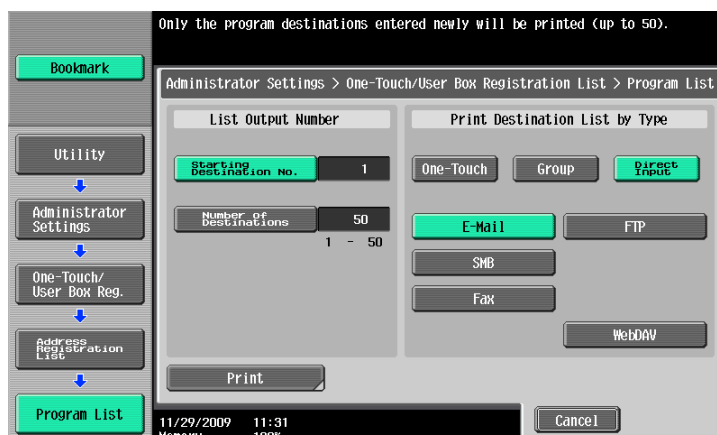 Only the program destinations entered newly will be printed (up to 50).
Bookmark
Administrator Settings > One-Touch/User Box Registration List > Program List
List Output Number
Print Destination List by Type
Utility
Starting
Destination No.
1
One-Touch
Group
Direct
Input
Administrator
Settings
Number of
Destinations
50
1 - 50
E-Mail
FTP
SMB
One-Touch/
User Box Reg.
Fax
WebDAV
Address
Registration
List
Print
Program List
11/29/2009 11:31
Memory 100%
Cancel